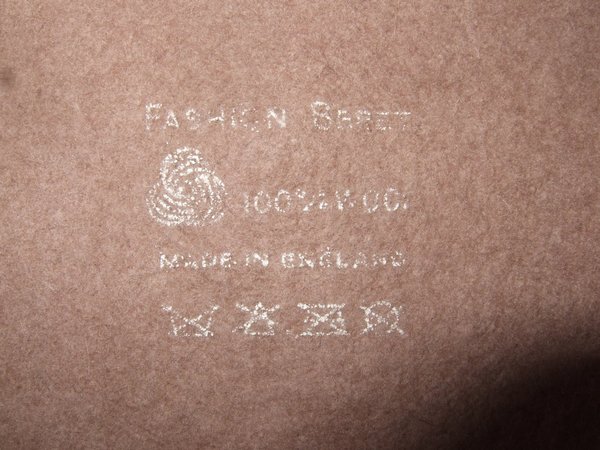 FASHION BERET
100% WOOL
MADE IN ENGLAND